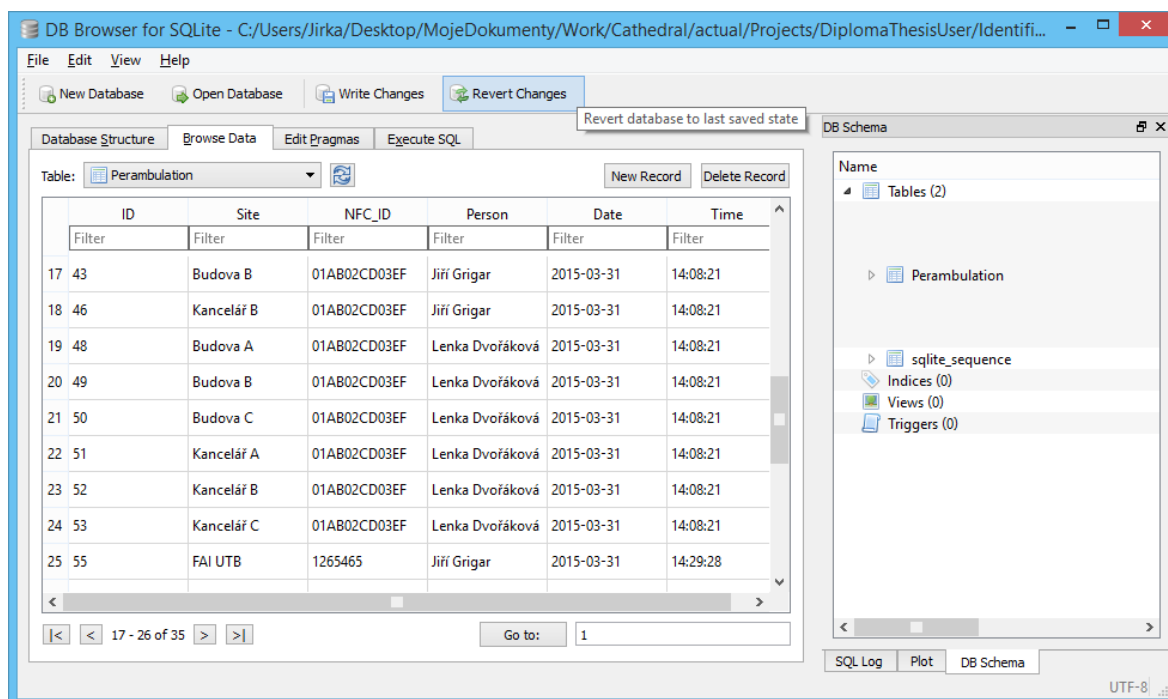 DB Browser for SQLite - C:/Users/Jirka/Desktop/MojeDokumenty/Work/Cathedral/actual/Projects/DiplomaThesisUser/Identifi...
File Edit View Help
New Database Open Database Write Changes Revert Changes
Revert database to last saved state
Database Structure Browse Data Edit Pragmas Execute SQL
Table: Perambulation New Record Delete Record
ID Site NFC_ID Person Date Time
Filter Filter Filter Filter Filter Filter
17 43 Budova B 01AB02CD03EF Jiří Grigar 2015-03-31 14:08:21
18 46 Kancelář B 01AB02CD03EF Jiří Grigar 2015-03-31 14:08:21
19 48 Budova A 01AB02CD03EF Lenka Dvořáková 2015-03-31 14:08:21
20 49 Budova B 01AB02CD03EF Lenka Dvořáková 2015-03-31 14:08:21
21 50 Budova C 01AB02CD03EF Lenka Dvořáková 2015-03-31 14:08:21
22 51 Kancelář A 01AB02CD03EF Lenka Dvořáková 2015-03-31 14:08:21
23 52 Kancelář B 01AB02CD03EF Lenka Dvořáková 2015-03-31 14:08:21
24 53 Kancelář C 01AB02CD03EF Lenka Dvořáková 2015-03-31 14:08:21
25 55 FAI UTB 1265465 Jiří Grigar 2015-03-31 14:29:28
|< < 17 - 26 of 35 > >| Go to: 1
DB Schema
Name
Tables (2)
Perambulation
sqlite_sequence
Indices (0)
Views (0)
Triggers (0)
SQL Log Plot DB Schema
UTF-8